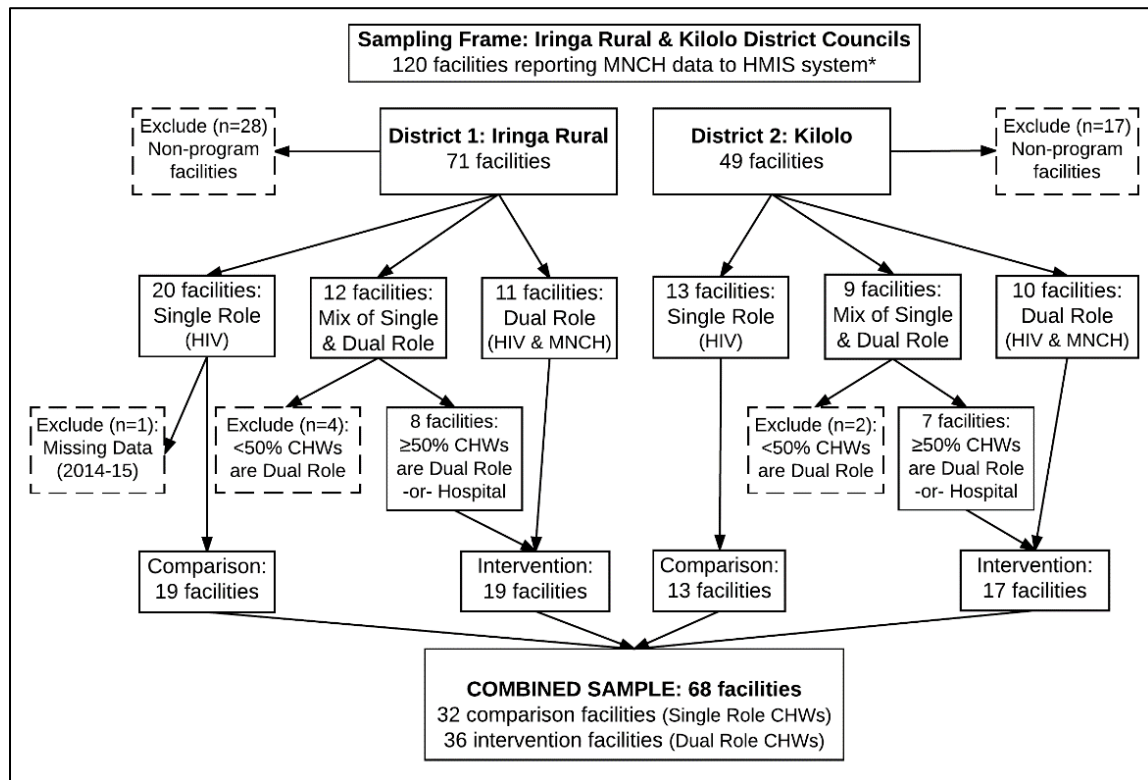 Sampling Frame: Iringa Rural & Kilolo District Councils
120 facilities reporting MNCH data to HMIS system*
Exclude (n=28)
Non-program
facilities
District 1: Iringa Rural
71 facilities
District 2: Kilolo
49 facilities
Exclude (n=17)
Non-program
facilities
20 facilities:
Single Role
(HIV)
12 facilities:
Mix of Single
& Dual Role
11 facilities:
Dual Role
(HIV & MNCH)
13 facilities:
Single Role
(HIV)
9 facilities:
Mix of Single
& Dual Role
10 facilities:
Dual Role
(HIV & MNCH)
Exclude (n=1):
Missing Data
(2014-15)
Exclude (n=4):
<50% CHWs
are Dual Role
8 facilities:
≥50% CHWs
are Dual Role
-or- Hospital
Exclude (n=2):
<50% CHWs
are Dual Role
7 facilities:
≥50% CHWs
are Dual Role
-or- Hospital
Comparison:
19 facilities
Intervention:
19 facilities
Comparison:
13 facilities
Intervention:
17 facilities
COMBINED SAMPLE: 68 facilities
32 comparison facilities (Single Role CHWs)
36 intervention facilities (Dual Role CHWs)